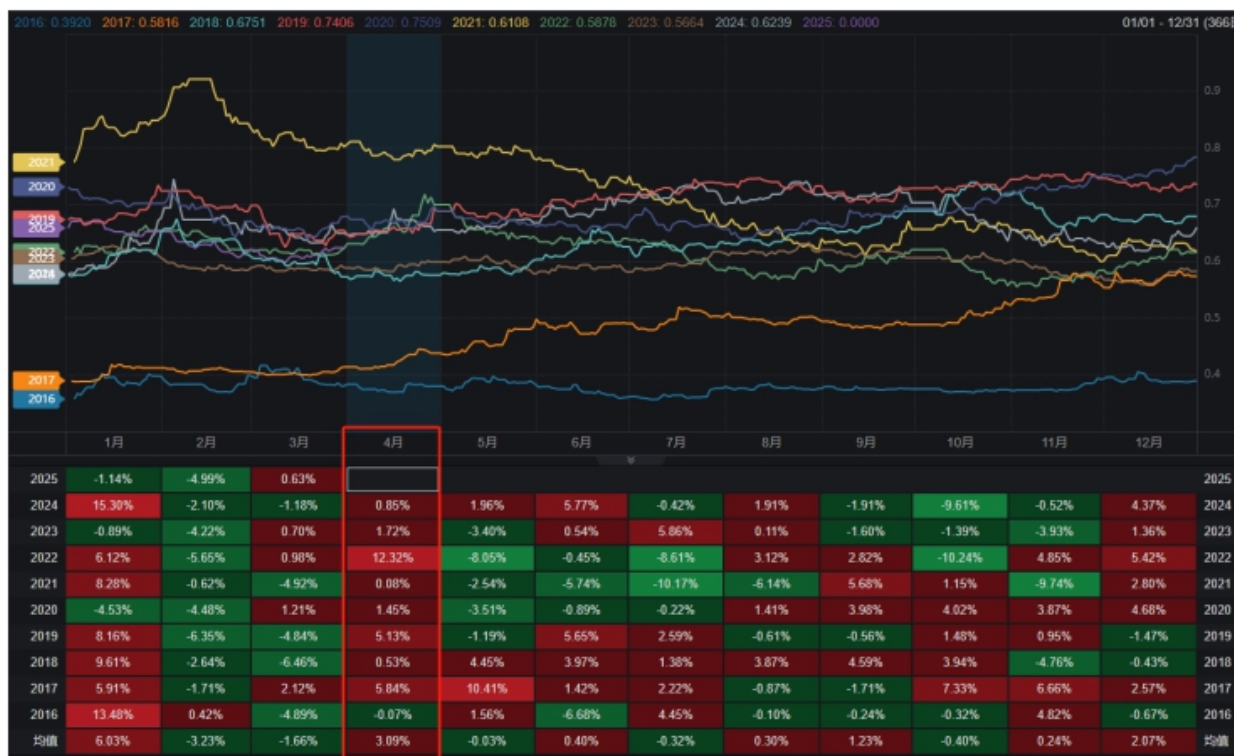 2016: 0.3920 2017: 0.5816 2018: 0.6751 2019: 0.7406 2020: 0.7509 2021: 0.6108 2022: 0.5878 2023: 0.5664 2024: 0.6239 2025: 0.0000 01/01 - 12/31 (366
0.9
2021
0.8
2020
0.7
2019
2025
2022
2023
0.6
2024
0.5
2017
0.4
2016
1月 2月 3月 4月 5月 6月 7月 8月 9月 10月 11月 12月
2025 -1.14% -4.99% 0.63% 2025
2024 15.30% -2.10% -1.18% 0.85% 1.96% 5.77% -0.42% 1.91% -1.91% -9.61% -0.52% 4.37% 2024
2023 -0.89% -4.22% 0.70% 1.72% -3.40% 0.54% 5.86% 0.11% -1.60% -1.39% -3.93% 1.36% 2023
2022 6.12% -5.65% 0.98% 12.32% -8.05% -0.45% -8.61% 3.12% 2.82% -10.24% 4.85% 5.42% 2022
2021 8.28% -0.62% -4.92% 0.08% -2.54% -5.74% -10.17% -6.14% 5.68% 1.15% -9.74% 2.80% 2021
2020 -4.53% -4.48% 1.21% 1.45% -3.51% -0.89% -0.22% 1.41% 3.98% 4.02% 3.87% 4.68% 2020
2019 8.16% -6.35% -4.84% 5.13% -1.19% 5.65% 2.59% -0.61% -0.56% 1.48% 0.95% -1.47% 2019
2018 9.61% -2.64% -6.46% 0.53% 4.45% 3.97% 1.38% 3.87% 4.59% 3.94% -4.76% -0.43% 2018
2017 5.91% -1.71% 2.12% 5.84% 10.41% 1.42% 2.22% -0.87% -1.71% 7.33% 6.66% 2.57% 2017
2016 13.48% 0.42% -4.89% -0.07% 1.56% -6.68% 4.45% -0.10% -0.24% -0.32% 4.82% -0.67% 2016
均值 6.03% -3.23% -1.66% 3.09% -0.03% 0.40% -0.32% 0.30% 1.23% -0.40% 0.24% 2.07% 均值